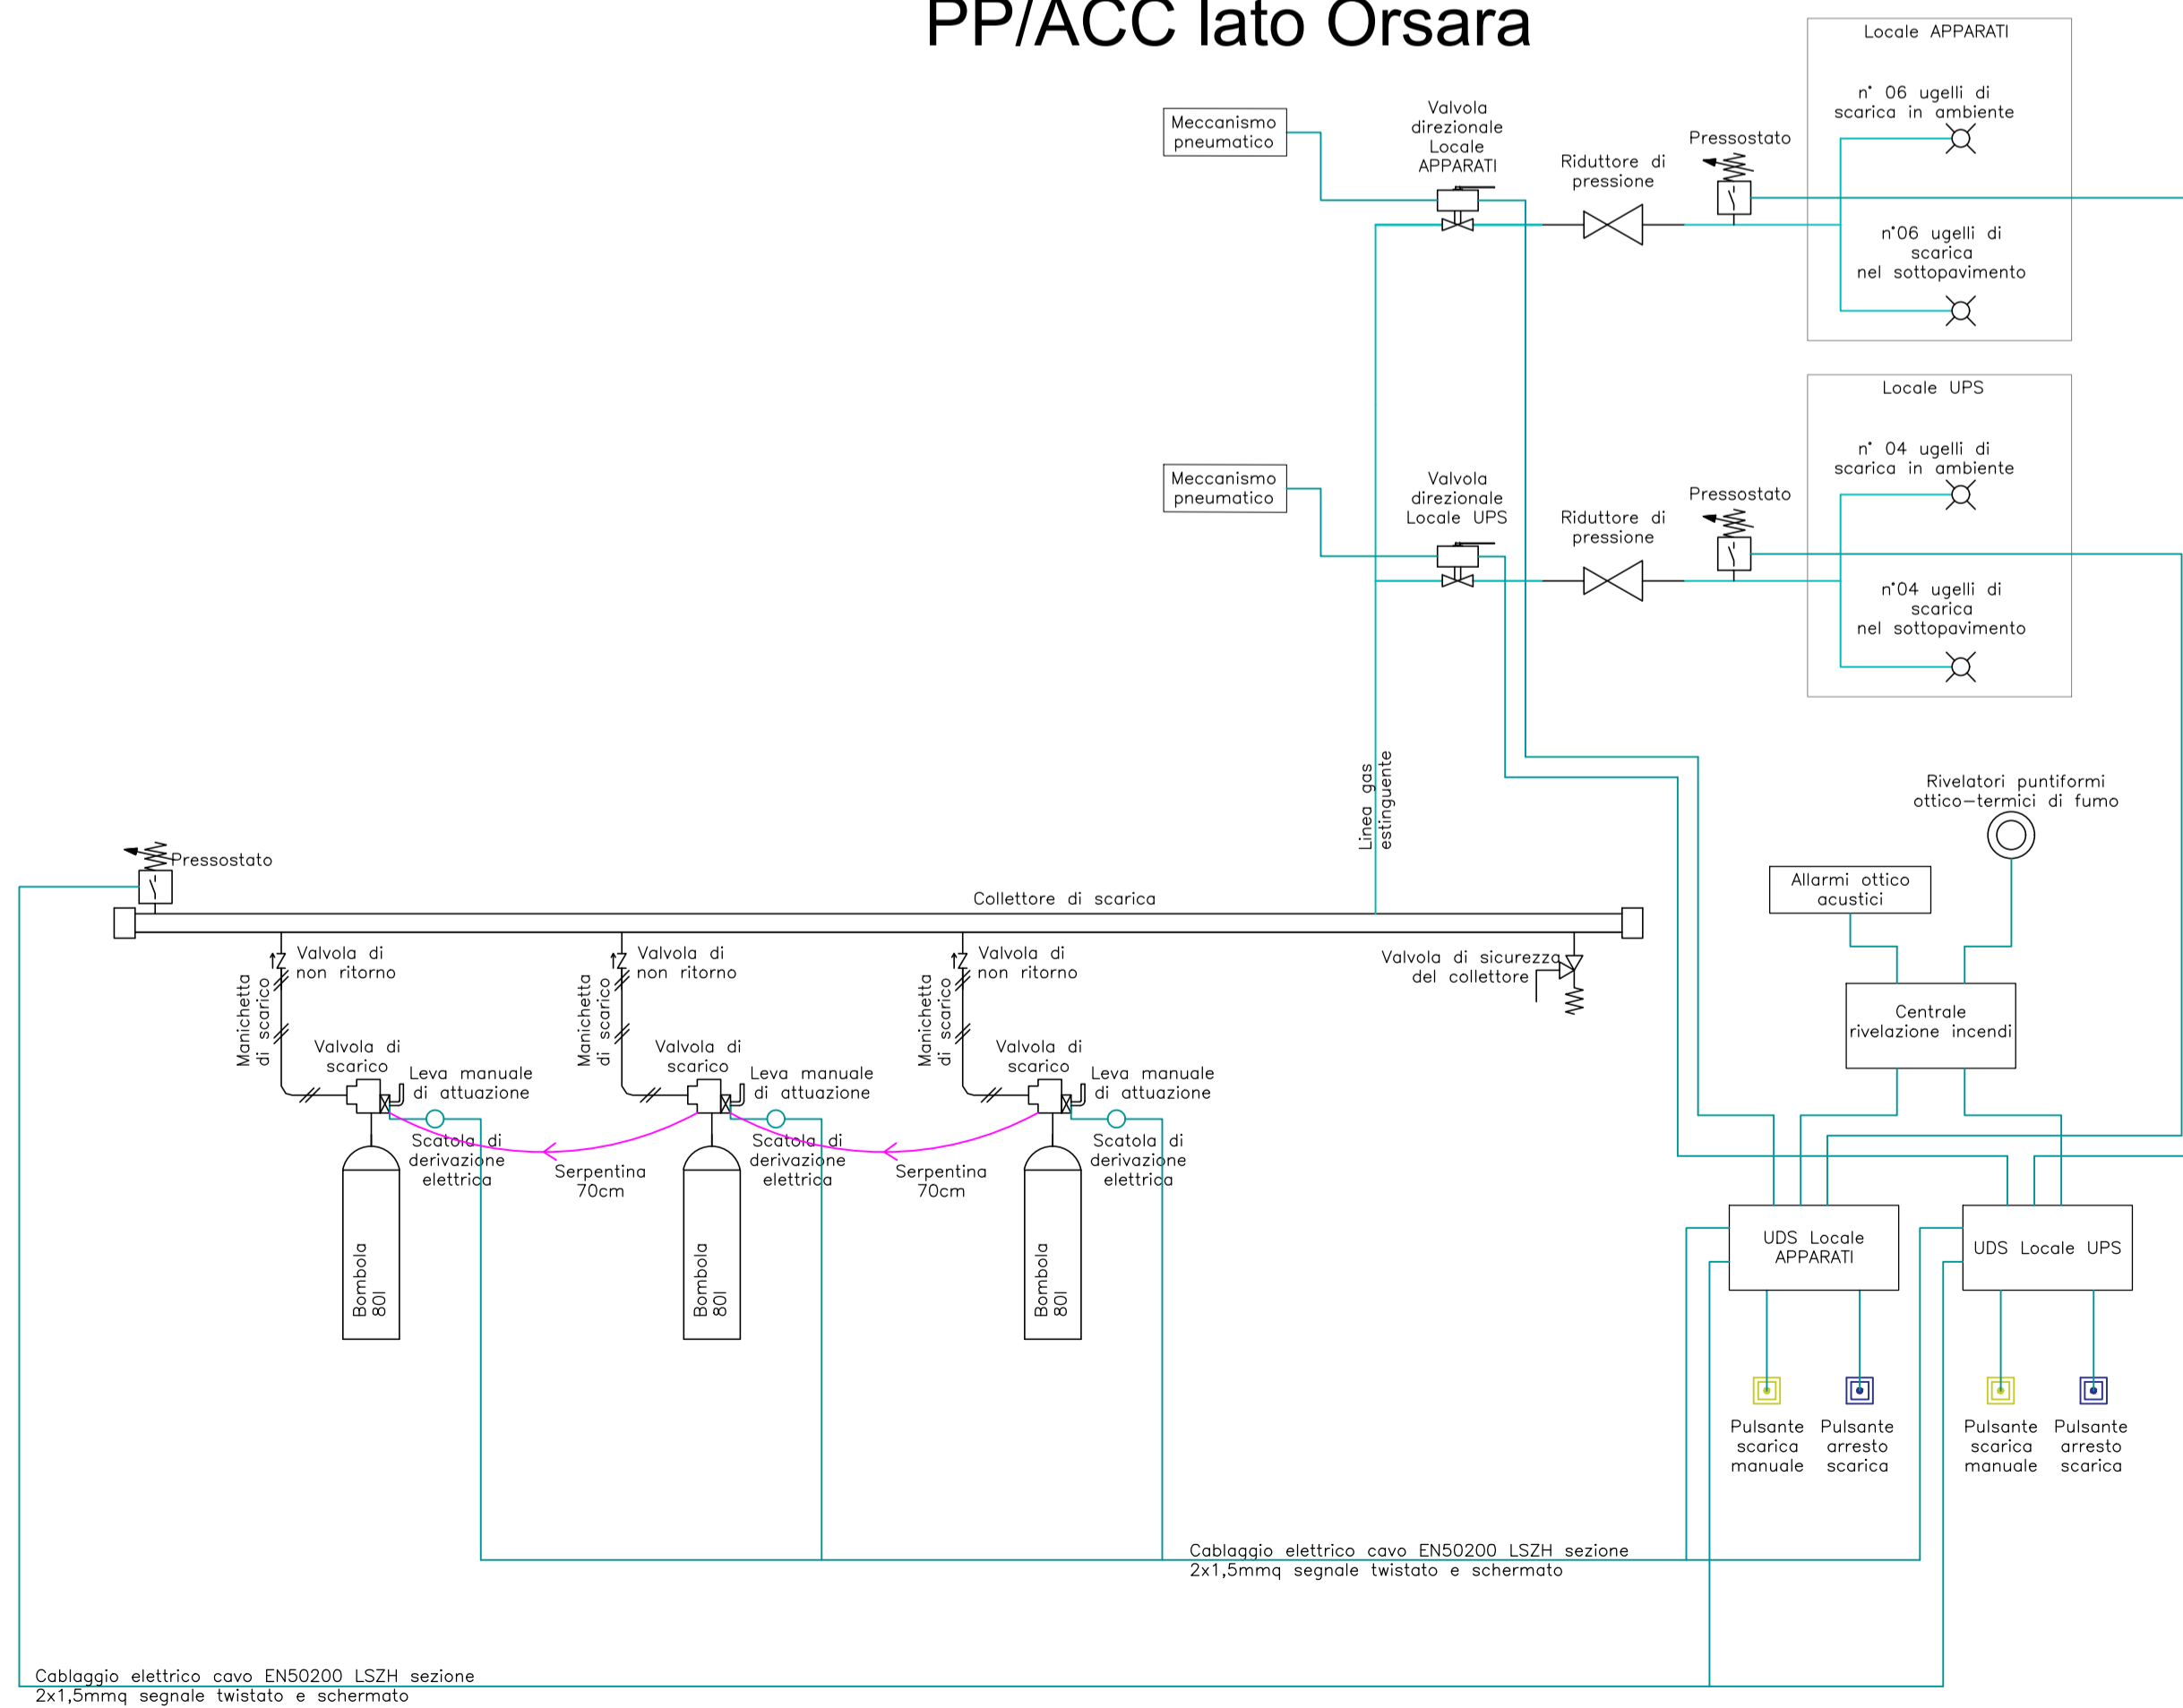 PP/ACC lato Orsara
Locale APPARATI
n° 06 ugelli di
scarica in ambiente
n°06 ugelli di
scarica
nel sottopavimento
Meccanismo
pneumatico
Valvola
direzionale
Locale
APPARATI
Riduttore di
pressione
Pressostato
Locale UPS
n° 04 ugelli di
scarica in ambiente
n°04 ugelli di
scarica
nel sottopavimento
Meccanismo
pneumatico
Valvola
direzionale
Locale UPS
Riduttore di
pressione
Pressostato
Linea gas
estinguente
Rivelatori puntiformi
ottico-termici di fumo
Allarmi ottico
acustici
Centrale
rivelazione incendi
Pressostato
Collettore di scarica
Valvola di
non ritorno
Valvola di
non ritorno
Valvola di
non ritorno
Valvola di sicurezza
del collettore
Manichetta
di scarico
Manichetta
di scarico
Manichetta
di scarico
Valvola di
scarico
Leva manuale
di attuazione
Valvola di
scarico
Leva manuale
di attuazione
Valvola di
scarico
Leva manuale
di attuazione
Scatola di
derivazione
elettrica
Serpentina
70cm
Scatola di
derivazione
elettrica
Serpentina
70cm
Scatola di
derivazione
elettrica
Bombola
80l
Bombola
80l
Bombola
80l
UDS Locale
APPARATI
UDS Locale UPS
Pulsante
scarica
manuale
Pulsante
arresto
scarica
Pulsante
scarica
manuale
Pulsante
arresto
scarica
Cablaggio elettrico cavo EN50200 LSZH sezione
2x1,5mmq segnale twistato e schermato
Cablaggio elettrico cavo EN50200 LSZH sezione
2x1,5mmq segnale twistato e schermato